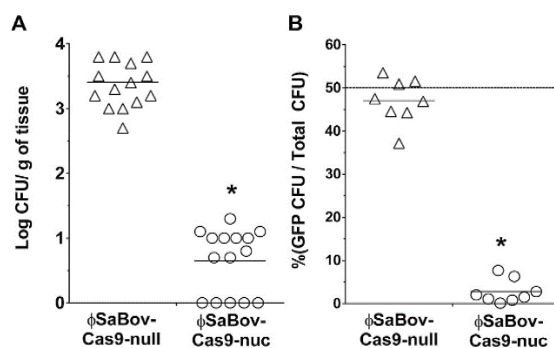 A
B
Log CFU/ g of tissue
4
3
2
1
0
*
ϕSaBov-
Cas9-null
ϕSaBov-
Cas9-nuc
%(GFP CFU / Total CFU)
60
50
40
30
20
10
0
*
ϕSaBov-
Cas9-null
ϕSaBov-
Cas9-nuc